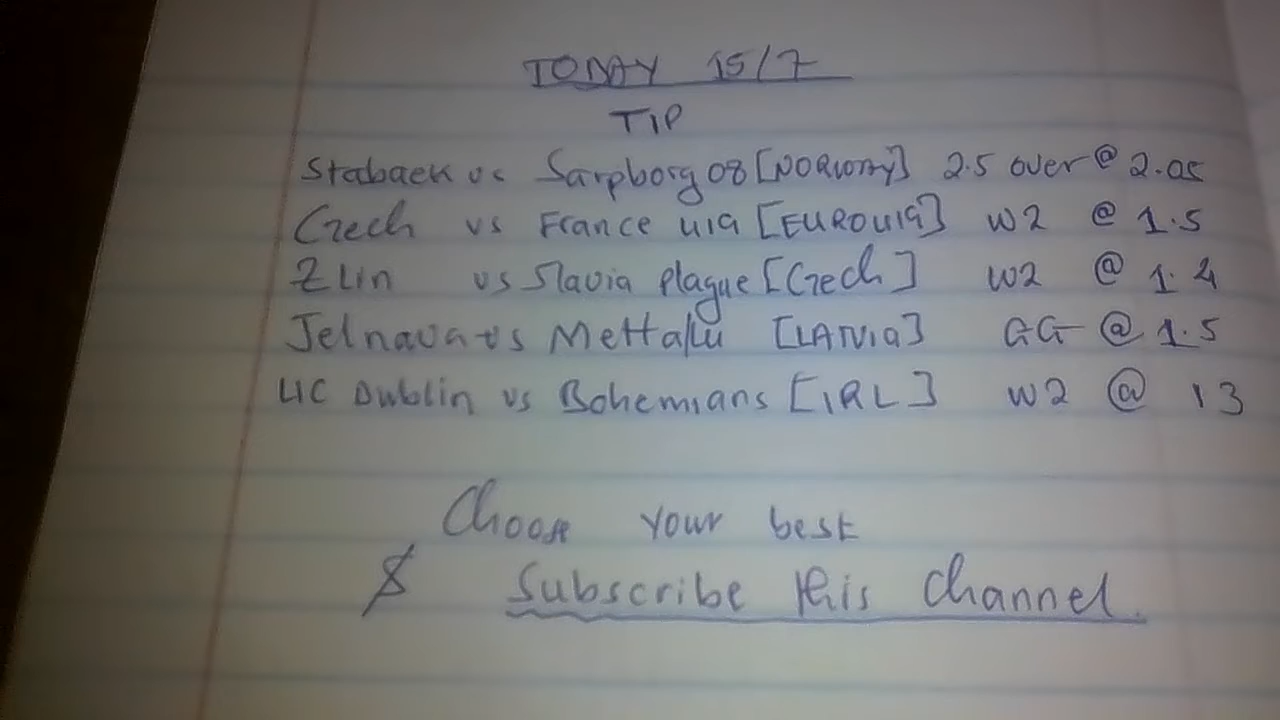 TODAY 15/7
TIP
Stabaek vs Sarpborg 08 [NORWAY] 2.5 over @ 2.05
Czech vs France u19 [EUROU19] W2 @ 1.5
Zlin vs Slavia plague [Czech] W2 @ 1.4
Jelnava vs Mettalu [LATVIA] GG @ 1.5
UC Dublin vs Bohemians [IRL] W2 @ 13
Choose your best
$ Subscribe this channel.